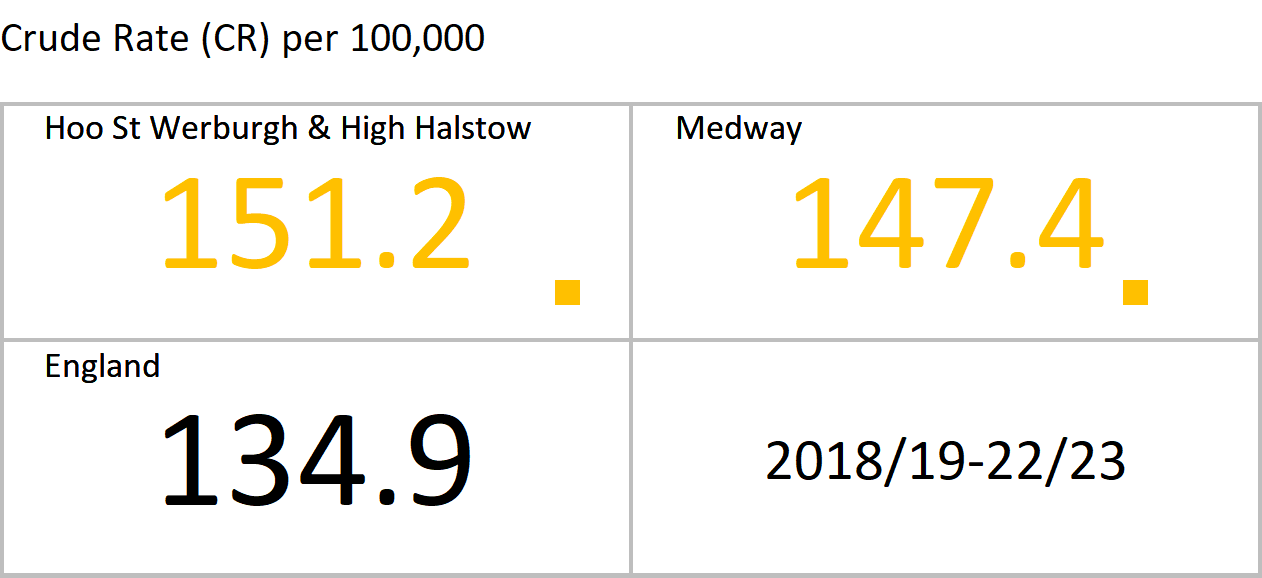 Crude Rate (CR) per 100,000
Hoo St Werburgh & High Halstow
151.2
Medway
147.4
England
134.9
2018/19-22/23